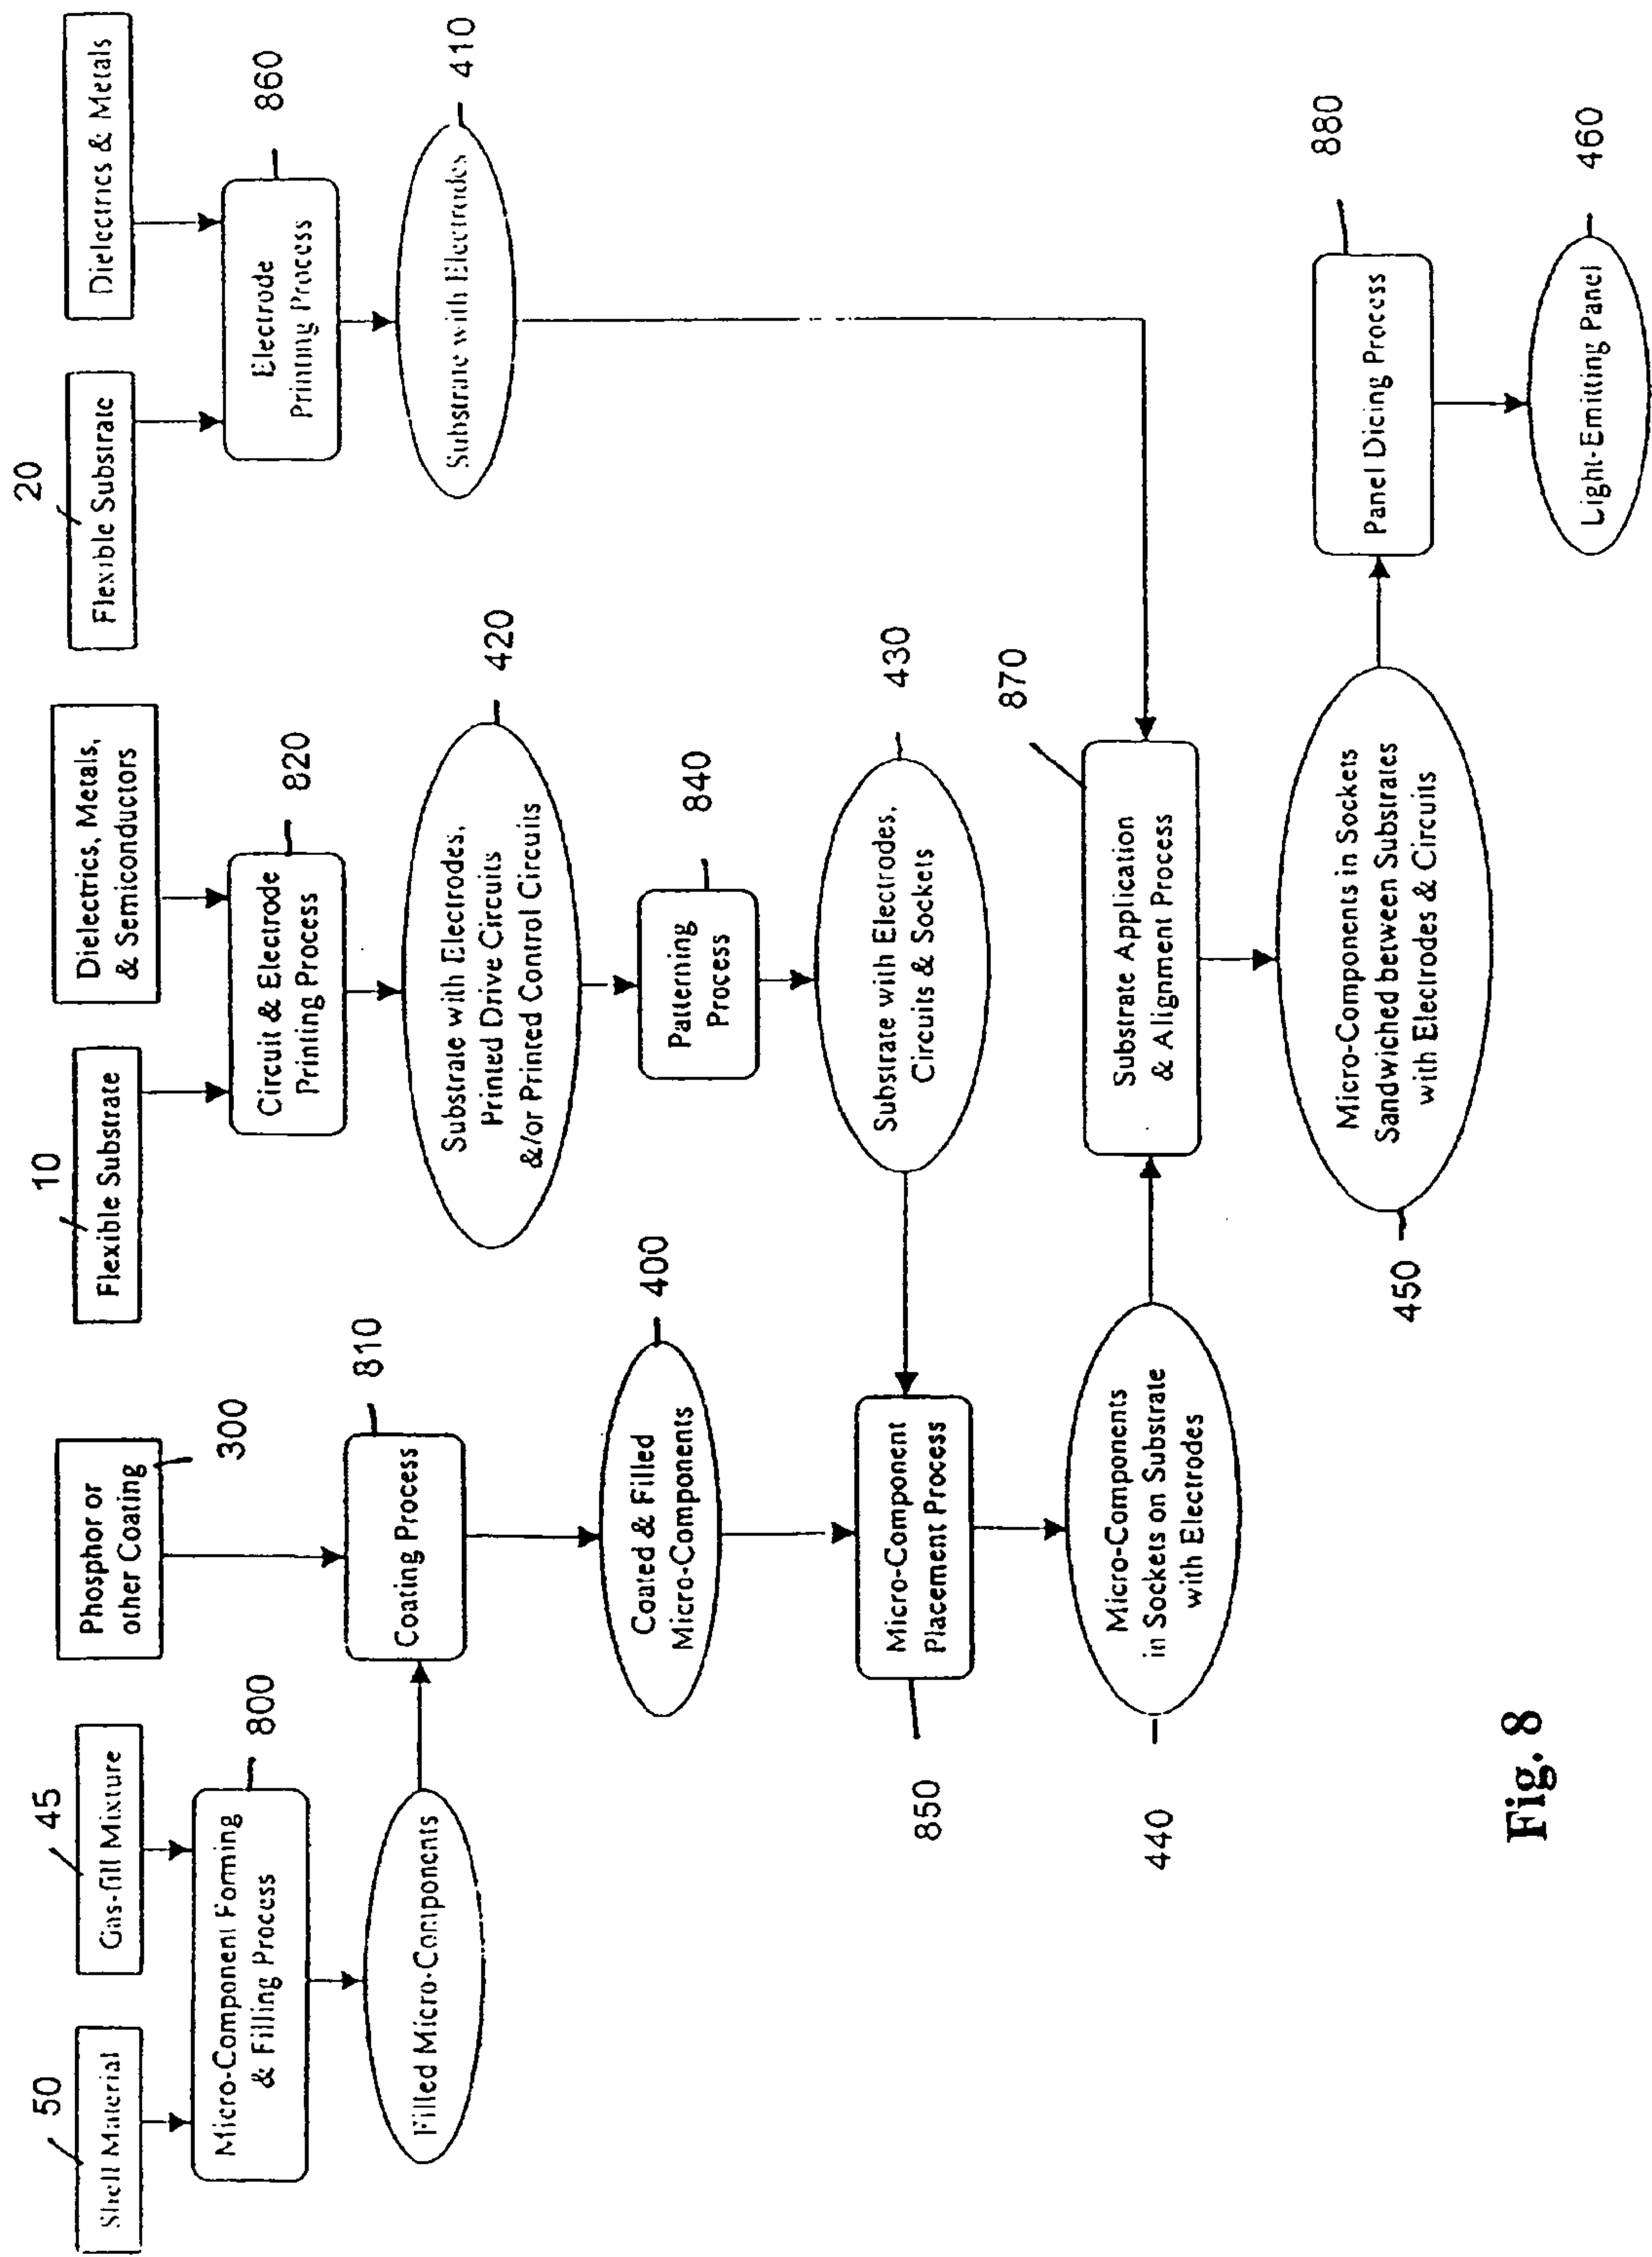 50
Shell Material
45
Gas-fill Mixture
Micro-Component Forming
& Filling Process
800
Filled Micro-Components
Phosphor or
other Coating
300
Coating Process
810
Coated & Filled
Micro-Components
400
10
Flexible Substrate
Dielectrics, Metals,
& Semiconductors
Circuit & Electrode
Printing Process
820
Substrate with Electrodes,
Printed Drive Circuits
&/or Printed Control Circuits
420
Patterning
Process
840
Substrate with Electrodes,
Circuits & Sockets
430
20
Flexible Substrate
Dielectrics & Metals
Electrode
Printing Process
860
Substrate with Electrodes
410
Micro-Component
Placement Process
850
Micro-Components
in Sockets on Substrate
with Electrodes
440
Substrate Application
& Alignment Process
870
Micro-Components in Sockets
Sandwiched between Substrates
with Electrodes & Circuits
450
Panel Dicing Process
880
Light-Emitting Panel
460
Fig. 8